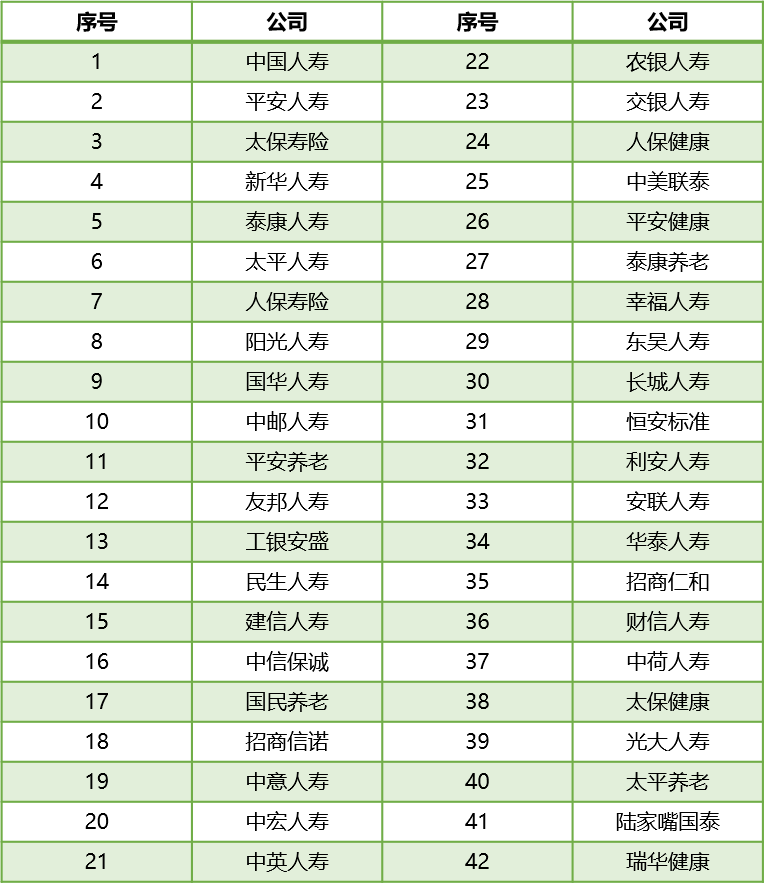 序号 公司 序号 公司
1 中国人寿 22 农银人寿
2 平安人寿 23 交银人寿
3 太保寿险 24 人保健康
4 新华人寿 25 中美联泰
5 泰康人寿 26 平安健康
6 太平人寿 27 泰康养老
7 人保寿险 28 幸福人寿
8 阳光人寿 29 东吴人寿
9 国华人寿 30 长城人寿
10 中邮人寿 31 恒安标准
11 平安养老 32 利安人寿
12 友邦人寿 33 安联人寿
13 工银安盛 34 华泰人寿
14 民生人寿 35 招商仁和
15 建信人寿 36 财信人寿
16 中信保诚 37 中荷人寿
17 国民养老 38 太保健康
18 招商信诺 39 光大人寿
19 中意人寿 40 太平养老
20 中宏人寿 41 陆家嘴国泰
21 中英人寿 42 瑞华健康